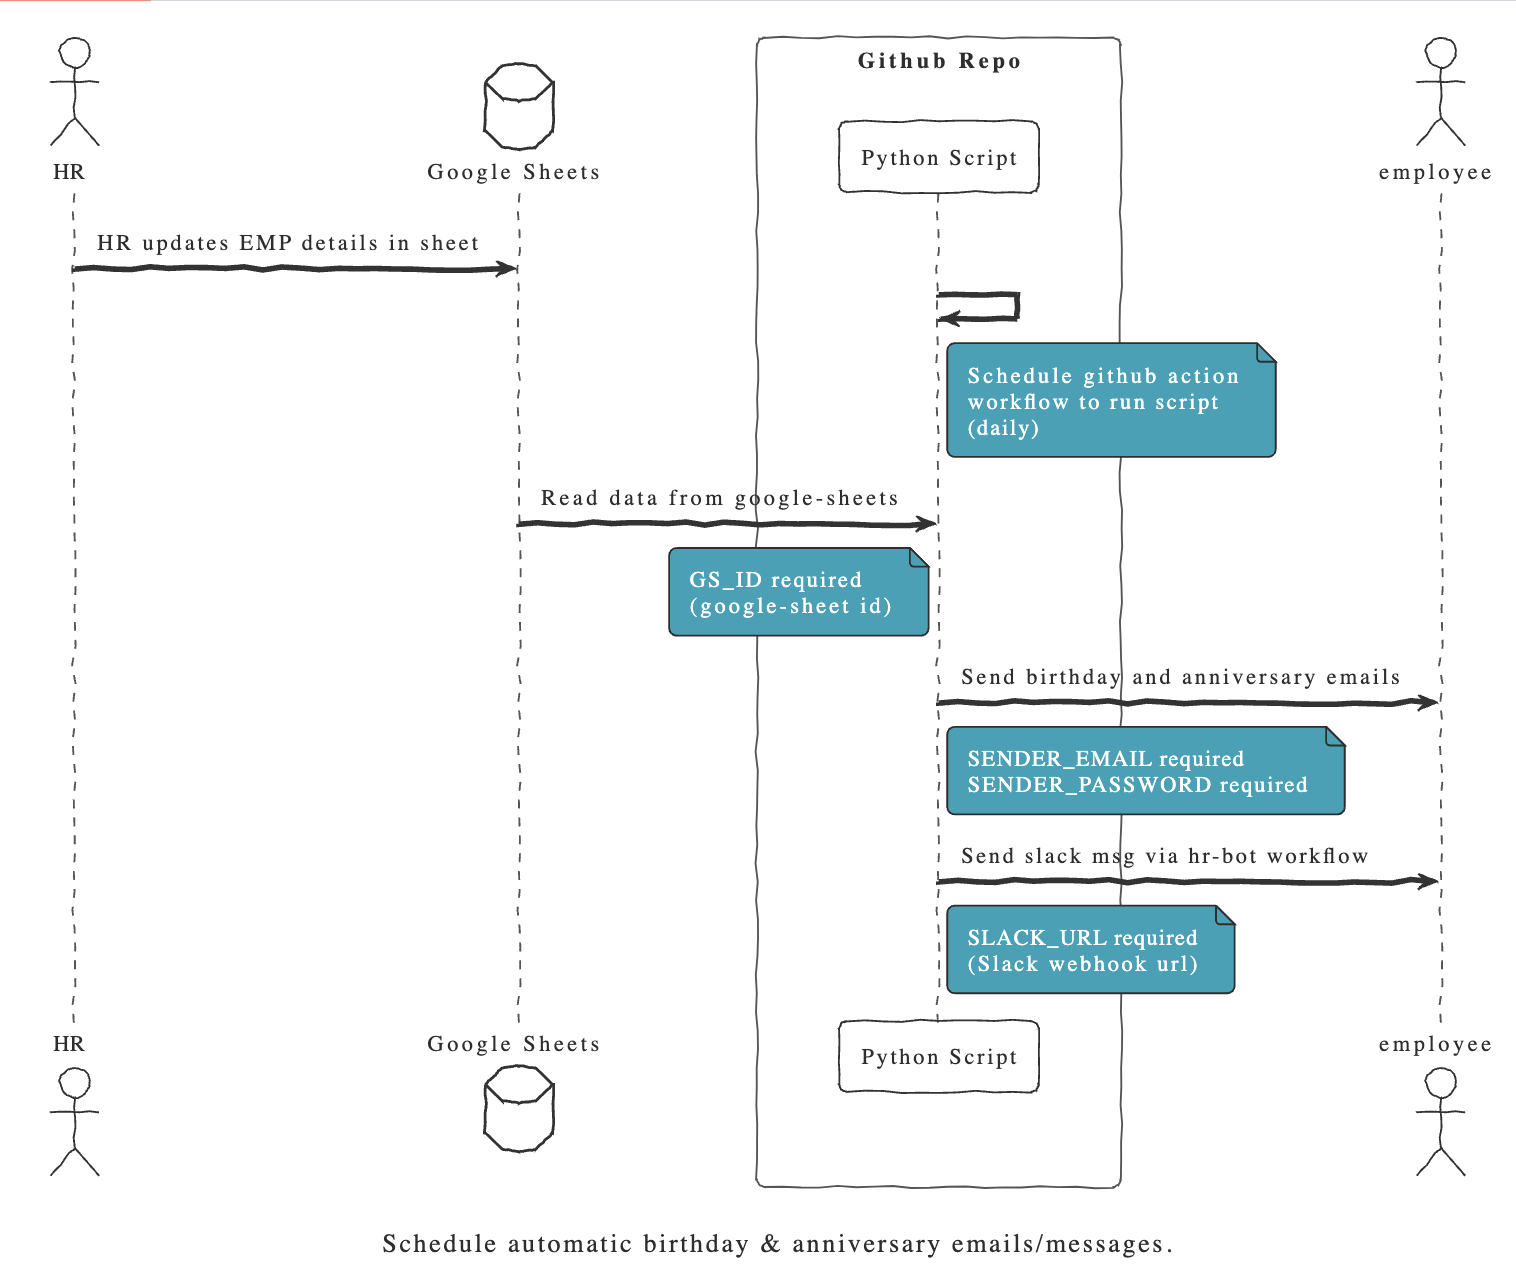 Github Repo
HR
Google Sheets
Python Script
employee
HR updates EMP details in sheet
Schedule github action
workflow to run script
(daily)
Read data from google-sheets
GS_ID required
(google-sheet id)
Send birthday and anniversary emails
SENDER_EMAIL required
SENDER_PASSWORD required
Send slack msg via hr-bot workflow
SLACK_URL required
(Slack webhook url)
HR
Google Sheets
Python Script
employee
Schedule automatic birthday & anniversary emails/messages.